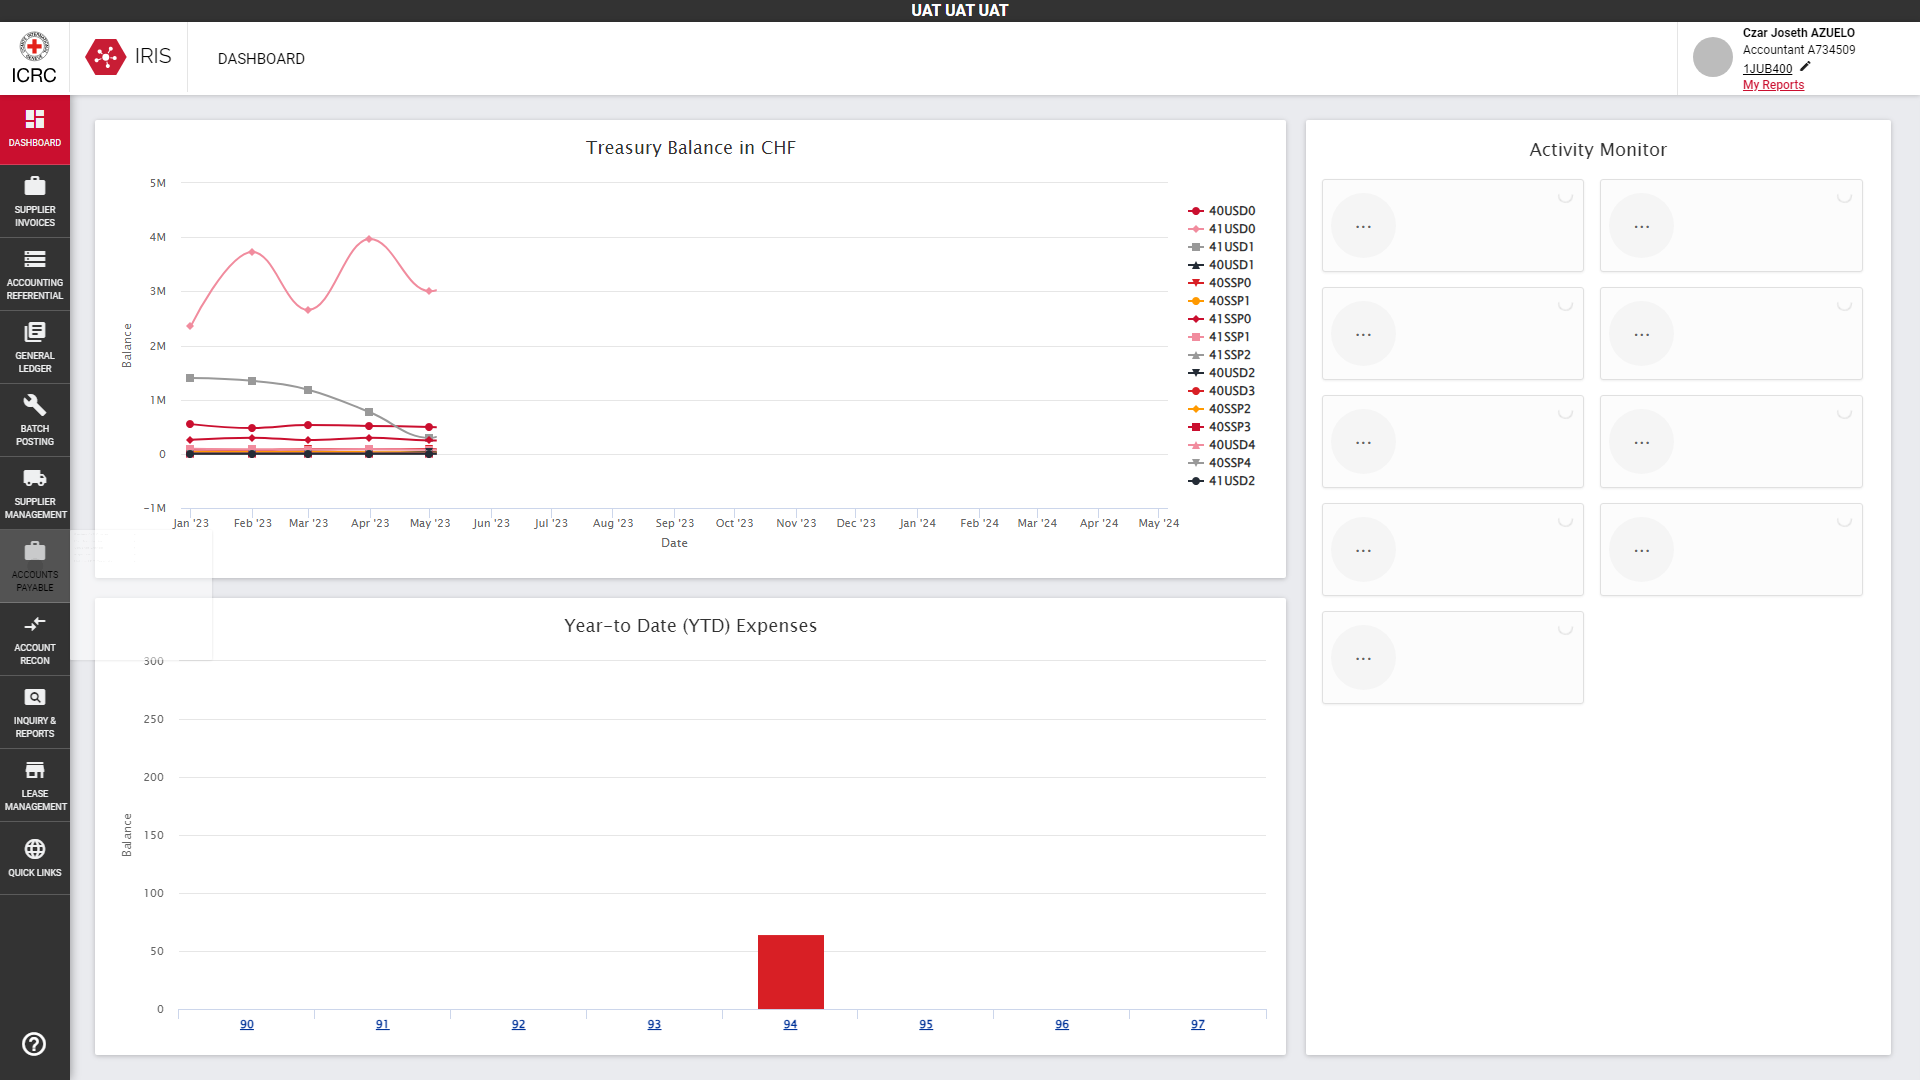 UAT UAT UAT
ICRC
IRIS
DASHBOARD
Czar Joseth AZUELO
Accountant A734509
1JUB400
My Reports
DASHBOARD
SUPPLIER
INVOICES
ACCOUNTING
REFERENTIAL
GENERAL
LEDGER
BATCH
POSTING
SUPPLIER
MANAGEMENT
ACCOUNTS
PAYABLE
ACCOUNT
RECON
INQUIRY &
REPORTS
LEASE
MANAGEMENT
QUICK LINKS
Treasury Balance in CHF
5M
4M
3M
2M
1M
0
-1M
Balance
Jan '23 Feb '23 Mar '23 Apr '23 May '23 Jun '23 Jul '23 Aug '23 Sep '23 Oct '23 Nov '23 Dec '23 Jan '24 Feb '24 Mar '24 Apr '24 May '24
Date
40USD0
41USD0
41USD1
40USD1
40SSP0
40SSP1
41SSP0
41SSP1
41SSP2
40USD2
40USD3
40SSP2
40SSP3
40USD4
40SSP4
41USD2
Year-to Date (YTD) Expenses
300
250
200
150
100
50
0
Balance
90 91 92 93 94 95 96 97
Activity Monitor
... ...
... ...
... ...
... ...
...